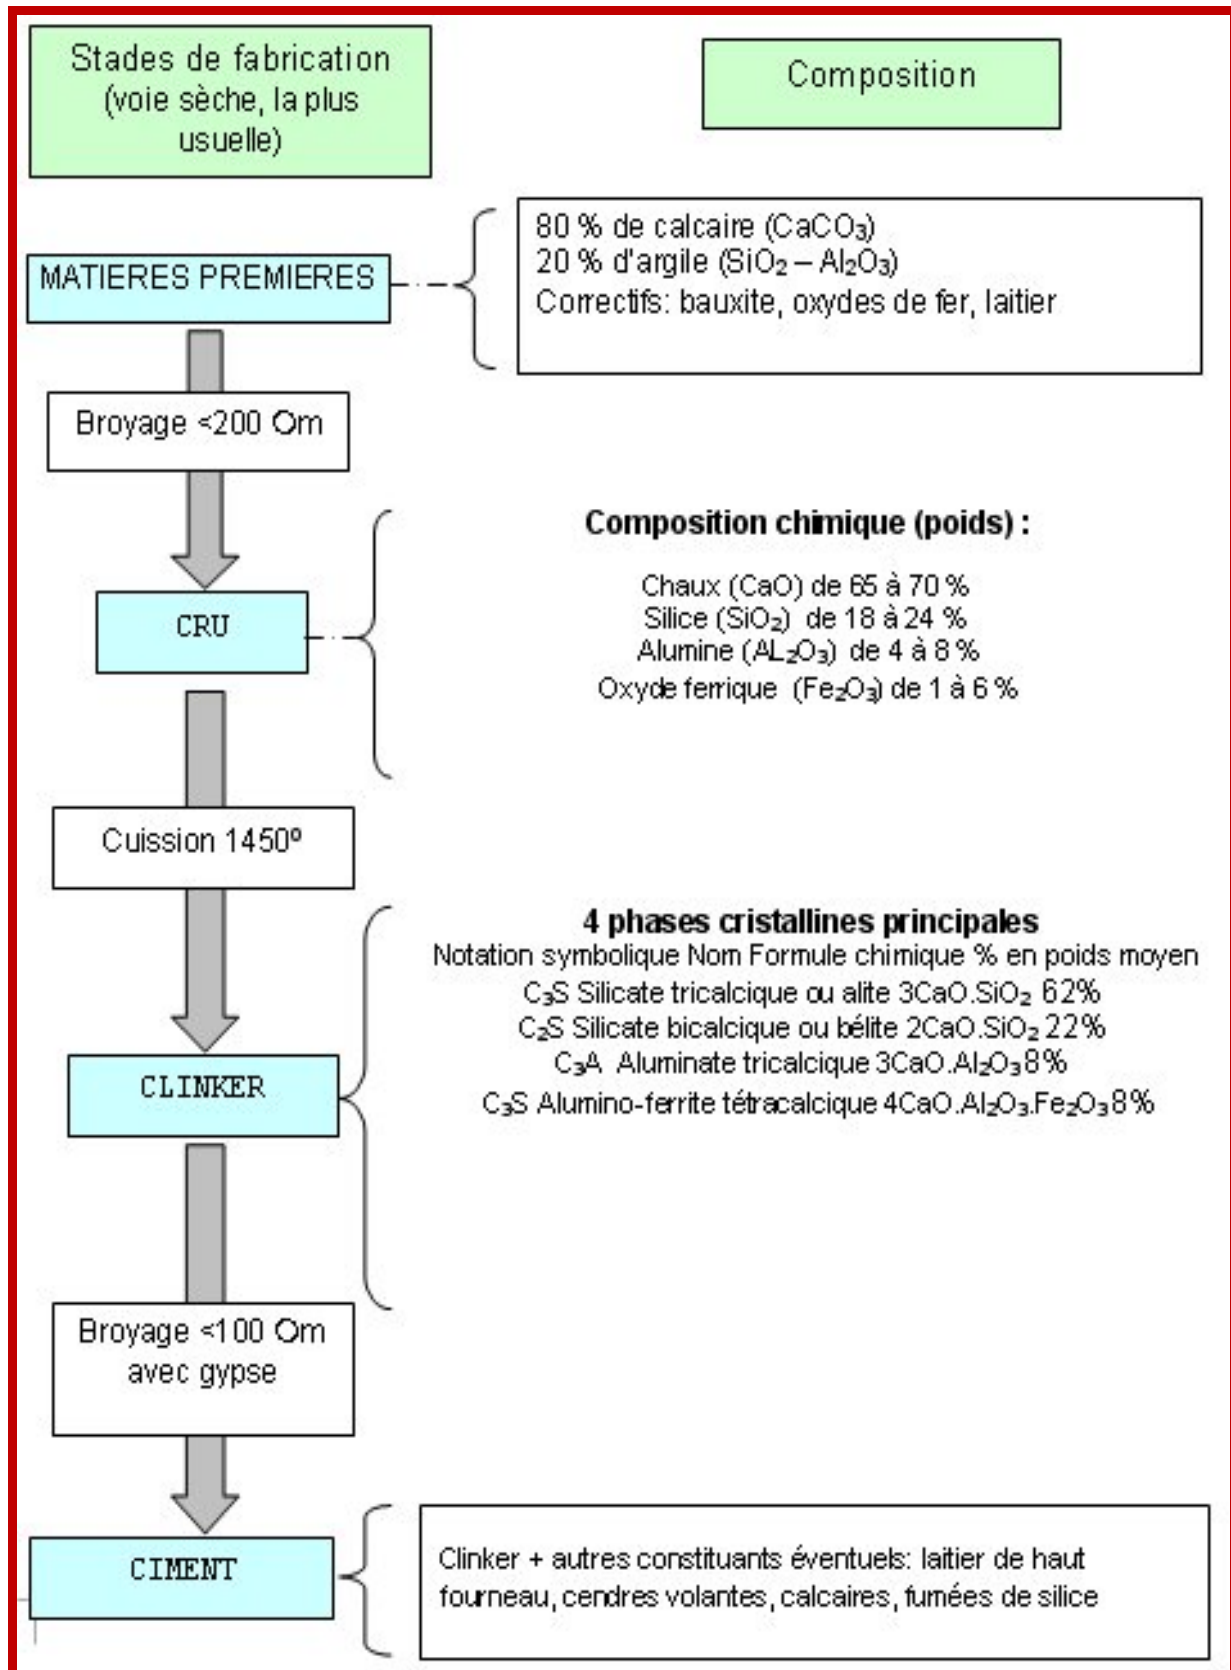 Stades de fabrication
(voie sèche, la plus
usuelle)
Composition
MATIERES PREMIERES
80 % de calcaire (CaCO₃)
20 % d'argile (SiO₂ – Al₂O₃)
Correctifs: bauxite, oxydes de fer, laitier
Broyage <200 Om
CRU
Composition chimique (poids) :
Chaux (CaO) de 65 à 70 %
Silice (SiO₂) de 18 à 24 %
Alumine (AL₂O₃) de 4 à 8 %
Oxyde ferrique (Fe₂O₃) de 1 à 6 %
Cuission 1450º
CLINKER
4 phases cristallines principales
Notation symbolique Nom Formule chimique % en poids moyen
C₃S Silicate tricalcique ou alite 3CaO.SiO₂ 62%
C₂S Silicate bicalcique ou bélite 2CaO.SiO₂ 22%
C₃A Aluminate tricalcique 3CaO.Al₂O₃ 8%
C₃S Alumino-ferrite tétracalcique 4CaO.Al₂O₃.Fe₂O₃ 8%
Broyage <100 Om
avec gypse
CIMENT
Clinker + autres constituants éventuels: laitier de haut
fourneau, cendres volantes, calcaires, fumées de silice